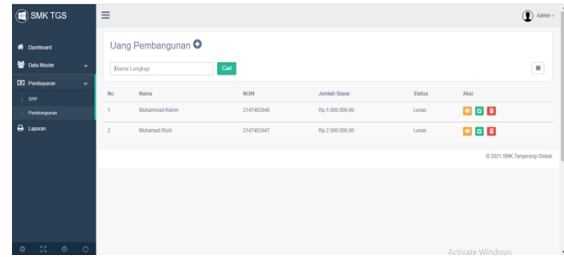 SMK TGS
Admin
Dashboard
Data Master
Pembayaran
SPP
Pembangunan
Laporan
Uang Pembangunan
Nama Lengkap
Cari
No Nama NISN Jumlah Bayar Status Aksi
1 Muhammad Kelvin 2147483646 Rp 5.000.000,00 Lunas
2 Muhamad Rizki 2147483647 Rp 2.000.000,00 Lunas
© 2021 SMK Tangerang Global
Activate Windows